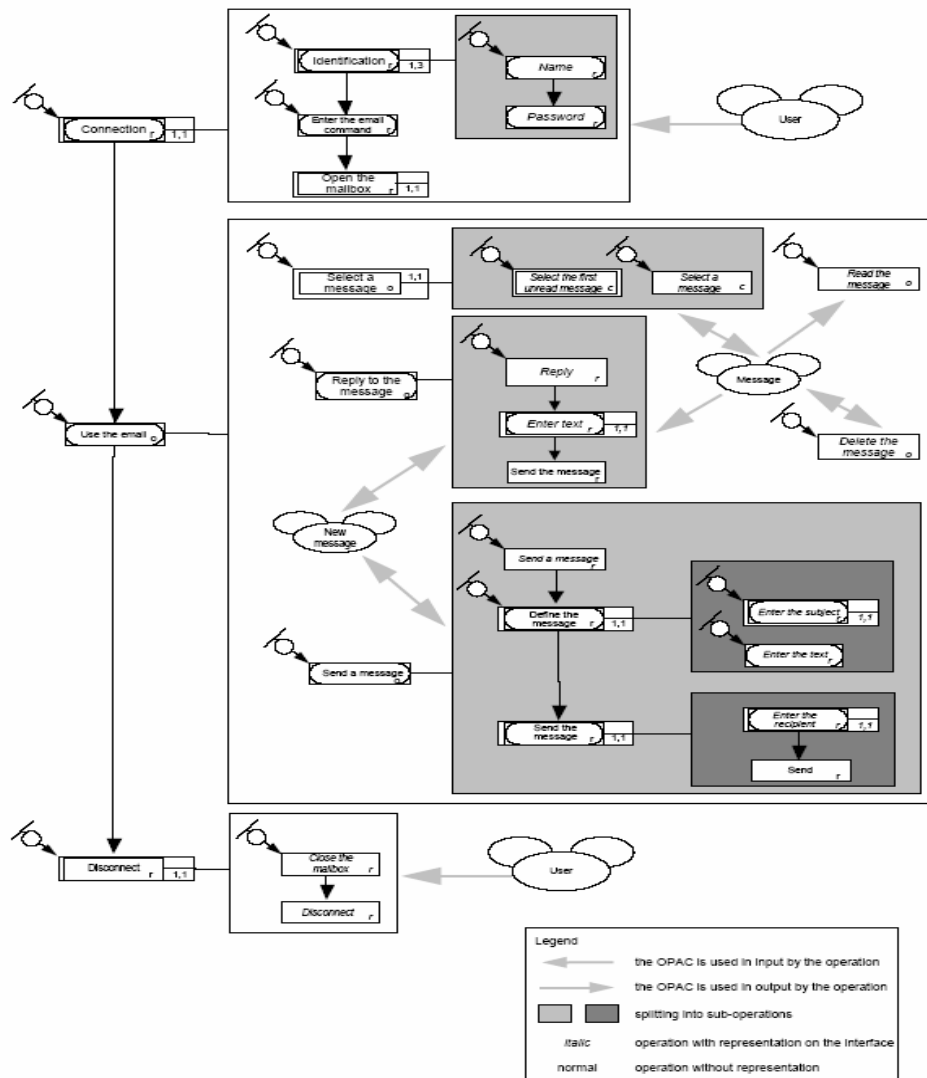 Identification r 1,3
Name r
Enter the email
command r
Password r
Connection r 1,1
User
Open the
mailbox r 1,1
Select a
message o 1,1
Select the first
unread message c
Select a
message c
Read the
message o
Reply to the
message o
Reply r
Message
Enter text r 1,1
Use the email o
Delete the
message o
Send the message r
New
message
Send a message r
Define the
message r 1,1
Enter the subject r 1,1
Enter the text r
Send a message o
Send the
message r 1,1
Enter the
recipient r 1,1
Send r
Disconnect r 1,1
Close the
mailbox r
User
Disconnect r
Legend
the OPAC is used in input by the operation
the OPAC is used in output by the operation
splitting into sub-operations
italic operation with representation on the interface
normal operation without representation